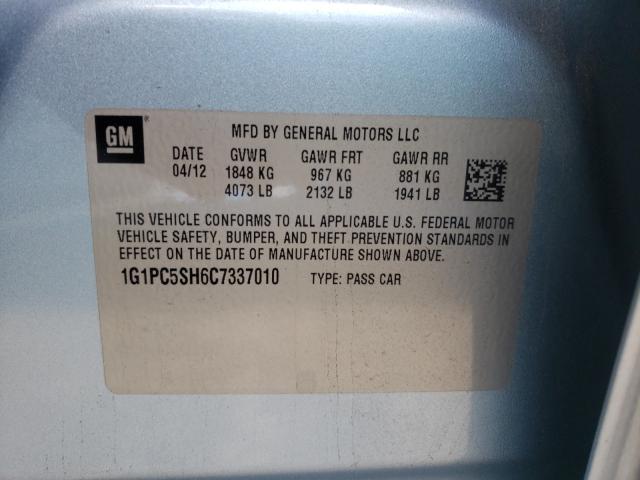 GM ®
MFD BY GENERAL MOTORS LLC
DATE GVWR GAWR FRT GAWR RR
04/12 1848 KG 967 KG 881 KG
4073 LB 2132 LB 1941 LB
THIS VEHICLE CONFORMS TO ALL APPLICABLE U.S. FEDERAL MOTOR
VEHICLE SAFETY, BUMPER, AND THEFT PREVENTION STANDARDS IN
EFFECT ON THE DATE OF MANUFACTURE SHOWN ABOVE.
1G1PC5SH6C7337010 TYPE: PASS CAR